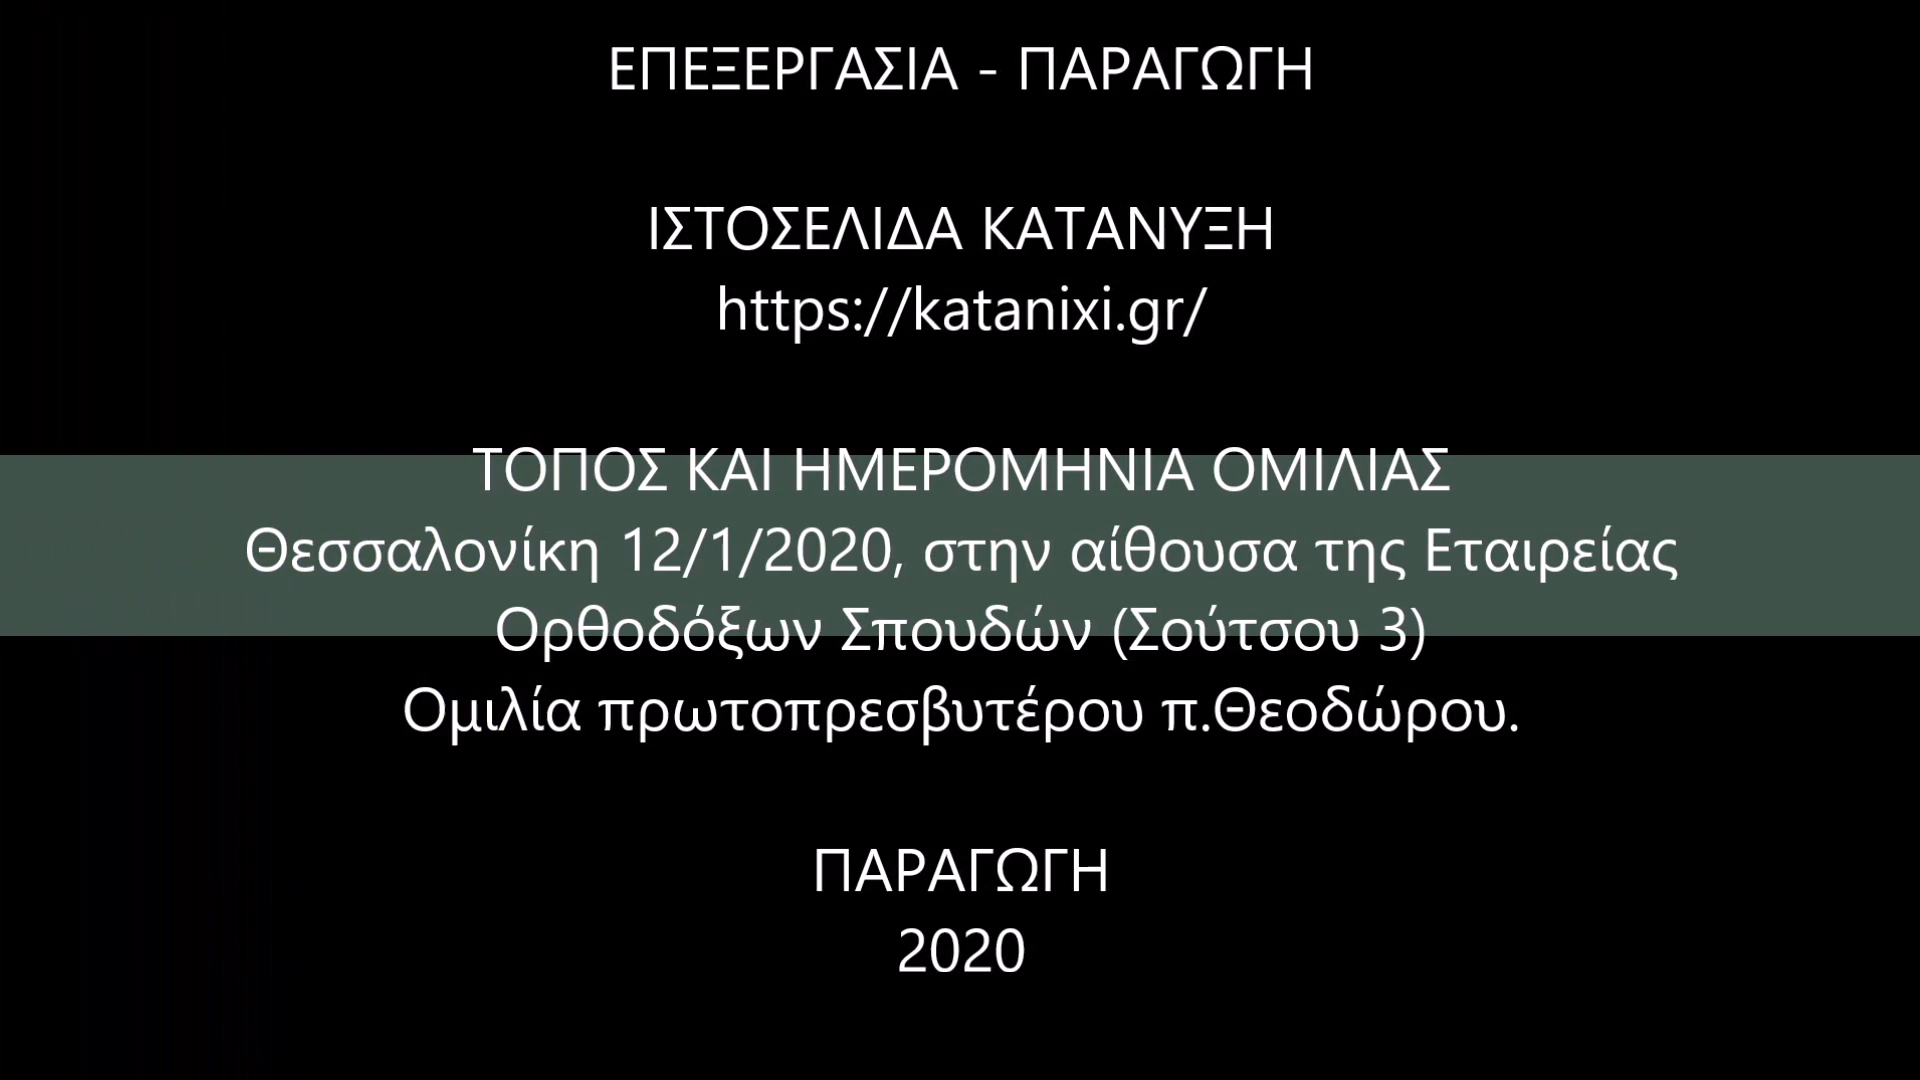 ΕΠΕΞΕΡΓΑΣΙΑ - ΠΑΡΑΓΩΓΗ
ΙΣΤΟΣΕΛΙΔΑ ΚΑΤΑΝΥΞΗ
https://katanixi.gr/
ΤΟΠΟΣ ΚΑΙ ΗΜΕΡΟΜΗΝΙΑ ΟΜΙΛΙΑΣ
Θεσσαλονίκη 12/1/2020, στην αίθουσα της Εταιρείας
Ορθοδόξων Σπουδών (Σούτσου 3)
Ομιλία πρωτοπρεσβυτέρου π.Θεοδώρου.
ΠΑΡΑΓΩΓΗ
2020